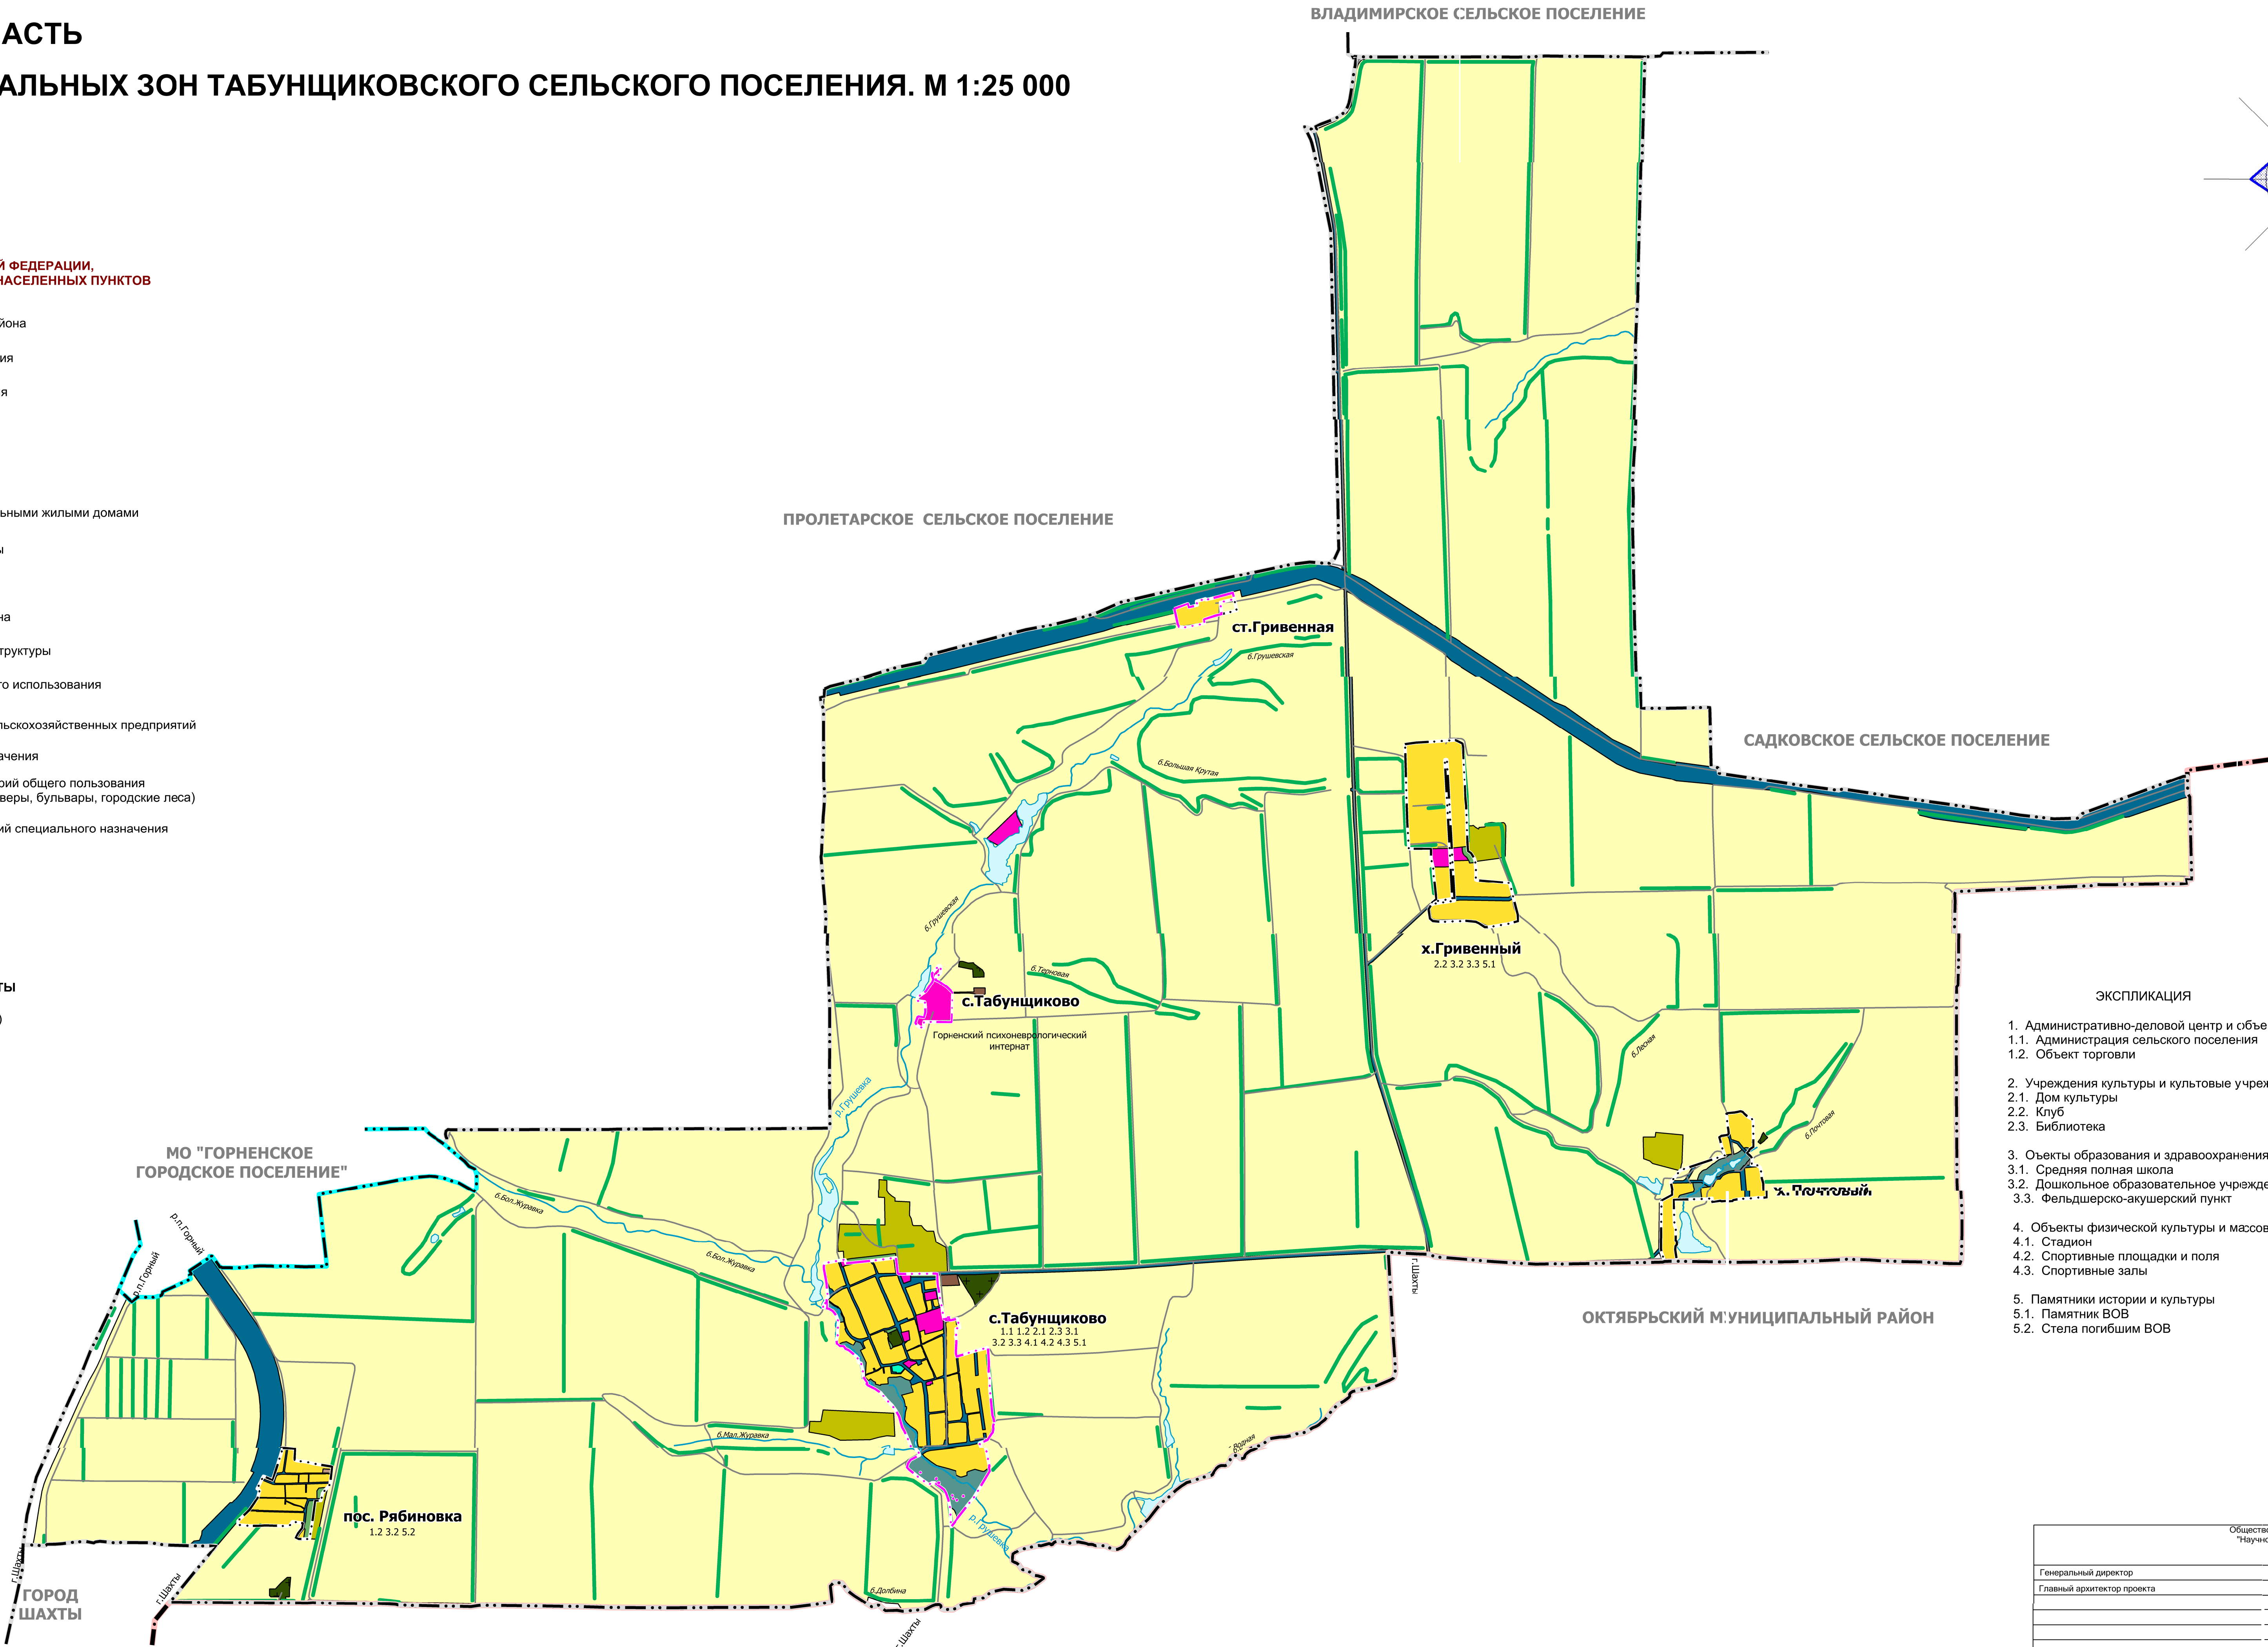 ВЛАДИМИРСКОЕ СЕЛЬСКОЕ ПОСЕЛЕНИЕ
АСТЬ
АЛЬНЫХ ЗОН ТАБУНЩИКОВСКОГО СЕЛЬСКОГО ПОСЕЛЕНИЯ. М 1:25 000
Й ФЕДЕРАЦИИ,
НАСЕЛЕННЫХ ПУНКТОВ
йона
ия
я
льными жилыми домами
ы
на
труктуры
го использования
льскохозяйственных предприятий
ачения
рий общего пользования
веры, бульвары, городские леса)
ий специального назначения
ТЫ
)
ПРОЛЕТАРСКОЕ СЕЛЬСКОЕ ПОСЕЛЕНИЕ
ст.Гривенная
б.Грушевская
САДКОВСКОЕ СЕЛЬСКОЕ ПОСЕЛЕНИЕ
б.Большая Крутая
б.Грушевская
х.Гривенный
2.2 3.2 3.3 5.1
б.Терновая
с.Табунщиково
Горненский психоневрологический
интернат
б.Лесная
р.Грушевка
б.Почтовая
х.Почтовый
МО "ГОРНЕНСКОЕ
ГОРОДСКОЕ ПОСЕЛЕНИЕ"
б.Бол.Журавка
б.Бол.Журавка
р.п.Горный
р.п.Горный
г.Шахты
с.Табунщиково
1.1 1.2 2.1 2.3 3.1
3.2 3.3 4.1 4.2 4.3 5.1
ОКТЯБРЬСКИЙ МУНИЦИПАЛЬНЫЙ РАЙОН
б.Мал.Журавка
пос. Рябиновка
1.2 3.2 5.2
р.Грушевка
б.Долбина
г.Шахты
г.Шахты
г.Шахты
ГОРОД
ШАХТЫ
ЭКСПЛИКАЦИЯ
1. Административно-деловой центр и объе
1.1. Администрация сельского поселения
1.2. Объект торговли
2. Учреждения культуры и культовые учреж
2.1. Дом культуры
2.2. Клуб
2.3. Библиотека
3. Оъекты образования и здравоохранения
3.1. Средняя полная школа
3.2. Дошкольное образовательное учрежде
3.3. Фельдшерско-акушерский пункт
4. Объекты физической культуры и массов
4.1. Стадион
4.2. Спортивные площадки и поля
4.3. Спортивные залы
5. Памятники истории и культуры
5.1. Памятник ВОВ
5.2. Стела погибшим ВОВ
Обществ
"Научно
Генеральный директор
Главный архитектор проекта